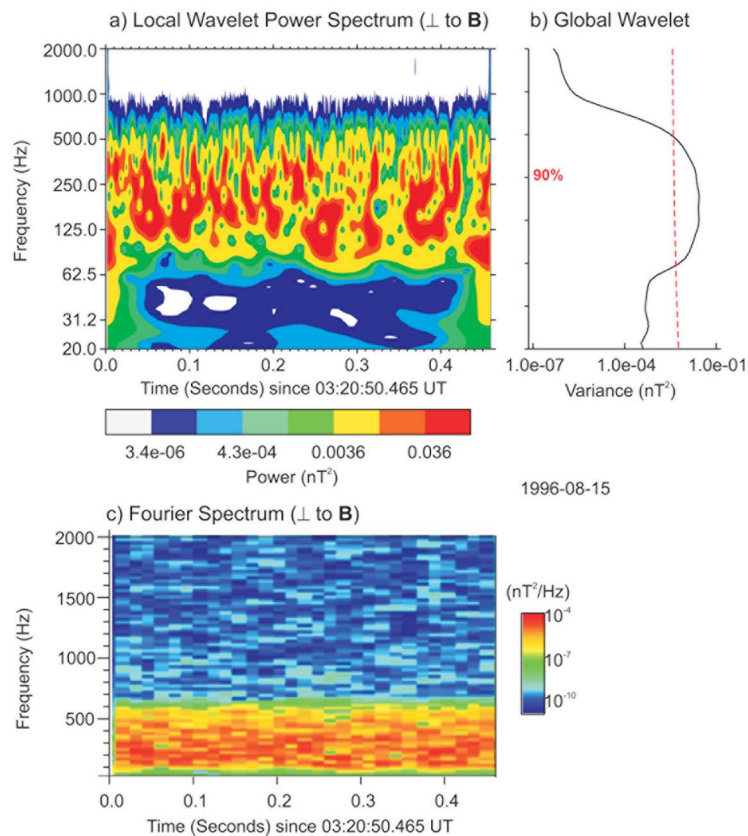 a) Local Wavelet Power Spectrum (⊥ to B)
b) Global Wavelet
2000.0
1000.0
500.0
250.0
125.0
62.5
31.2
20.0
Frequency (Hz)
0.0 0.1 0.2 0.3 0.4
Time (Seconds) since 03:20:50.465 UT
90%
1.0e-07 1.0e-04 1.0e-01
Variance (nT²)
3.4e-06 4.3e-04 0.0036 0.036
Power (nT²)
1996-08-15
c) Fourier Spectrum (⊥ to B)
2000
1500
1000
500
Frequency (Hz)
0.0 0.1 0.2 0.3 0.4
Time (Seconds) since 03:20:50.465 UT
(nT²/Hz)
10⁻⁴
10⁻⁷
10⁻¹⁰